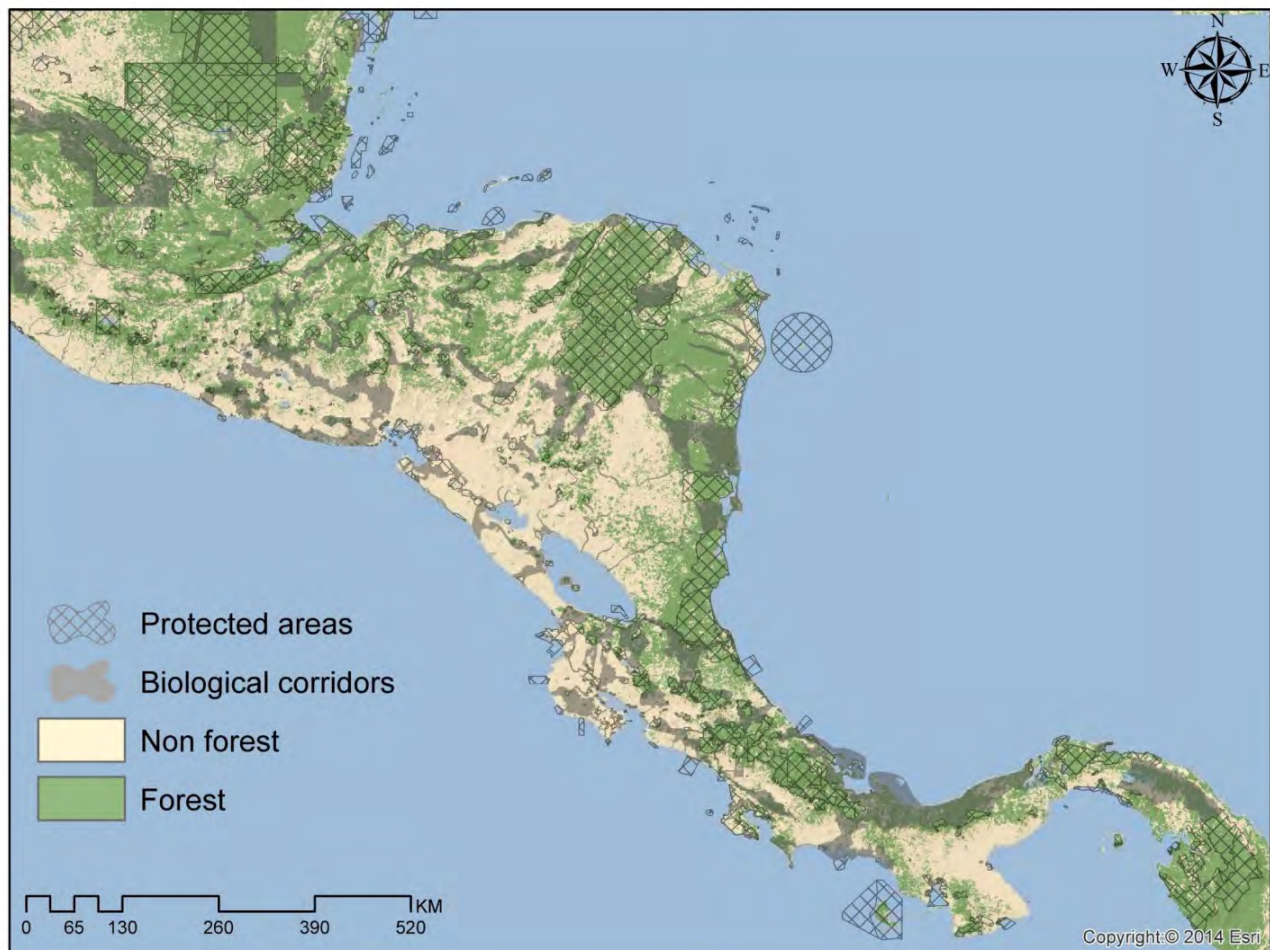 N
W E
S
Protected areas
Biological corridors
Non forest
Forest
KM
0 65 130 260 390 520
Copyright:© 2014 Esri